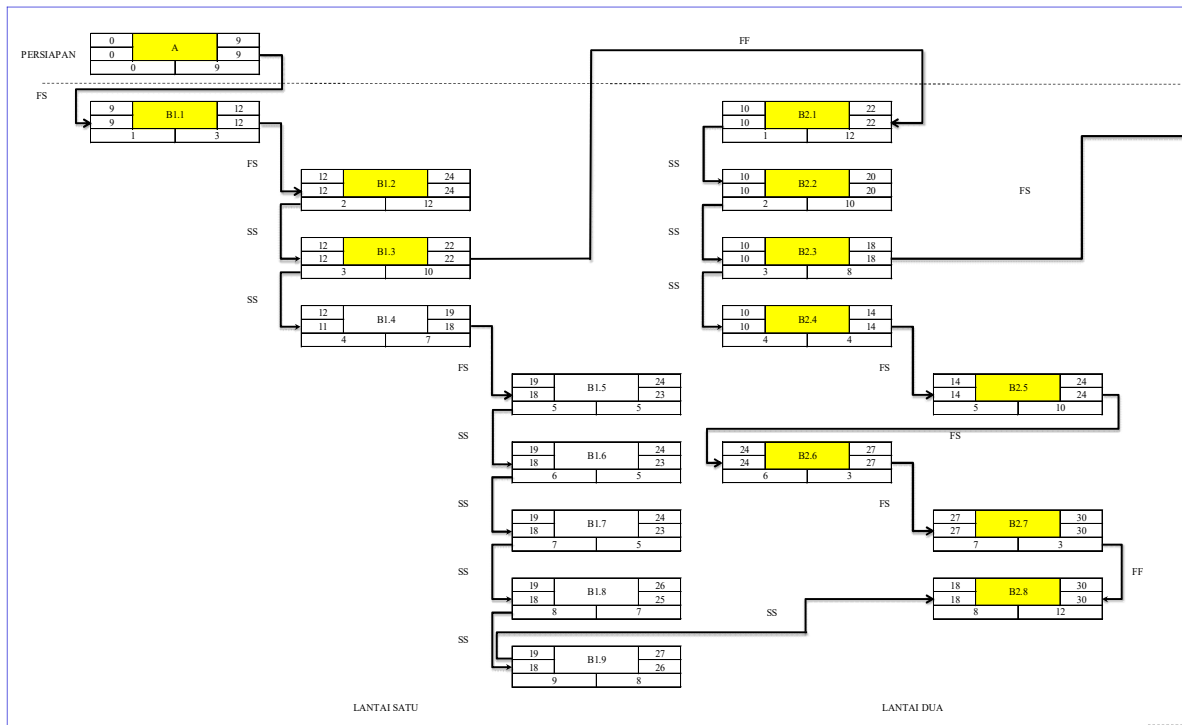 PERSIAPAN
0 A 9
0 9
0 9
FS
FF
9 B1.1 12
9 12
1 3
FS
12 B1.2 24
12 24
2 12
SS
12 B1.3 22
12 22
3 10
SS
12 B1.4 19
11 18
4 7
FS
19 B1.5 24
18 23
5 5
SS
19 B1.6 24
18 23
6 5
SS
19 B1.7 24
18 23
7 5
SS
19 B1.8 26
18 25
8 7
SS
19 B1.9 27
18 26
9 8
LANTAI SATU
10 B2.1 22
10 22
1 12
SS
10 B2.2 20
10 20
2 10
SS
FS
10 B2.3 18
10 18
3 8
SS
10 B2.4 14
10 14
4 4
FS
14 B2.5 24
14 24
5 10
FS
24 B2.6 27
24 27
6 3
FS
27 B2.7 30
27 30
7 3
FF
18 B2.8 30
18 30
8 12
SS
LANTAI DUA